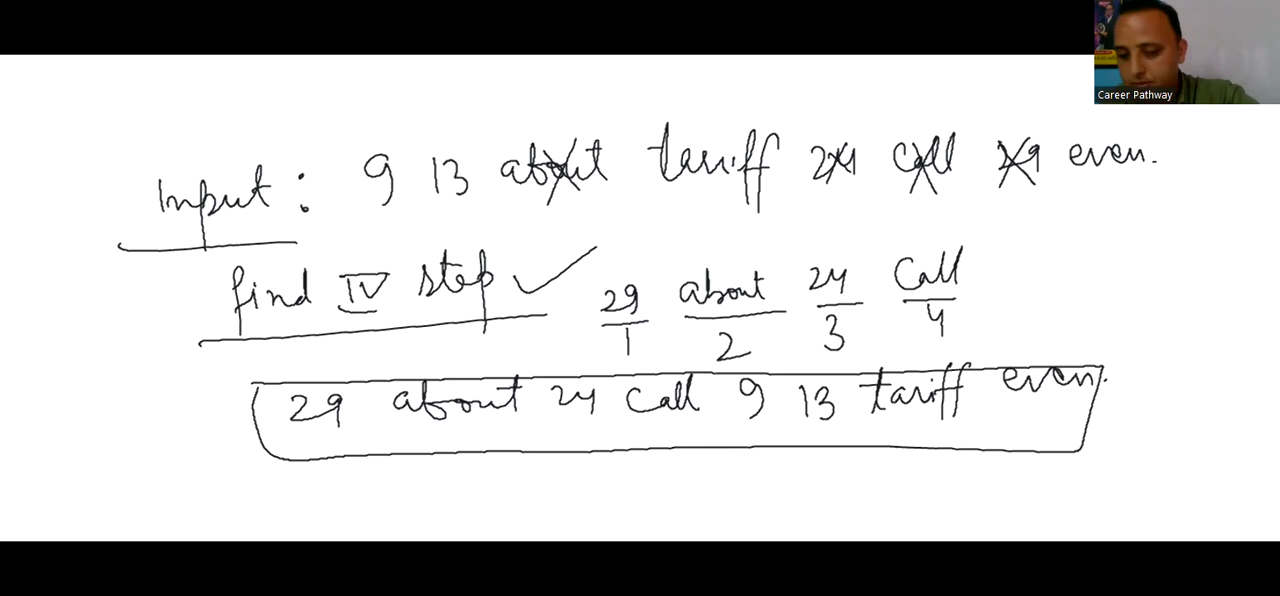 Career Pathway
Input: 9 13 about tariff 24 call 29 even.
find IV step 29 about 24 call
1 2 3 4
29 about 24 call 9 13 tariff even.